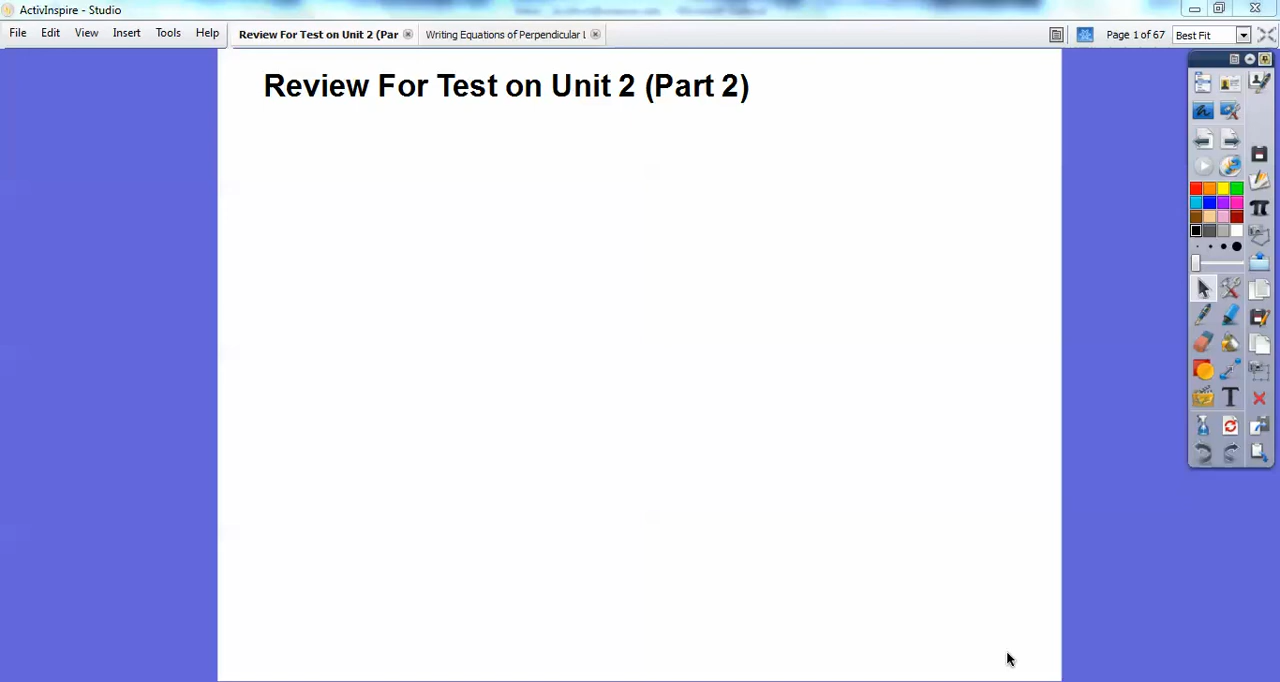 ActivInspire - Studio
File Edit View Insert Tools Help
Review For Test on Unit 2 (Par
Writing Equations of Perpendicular L
Page 1 of 67
Best Fit
Review For Test on Unit 2 (Part 2)